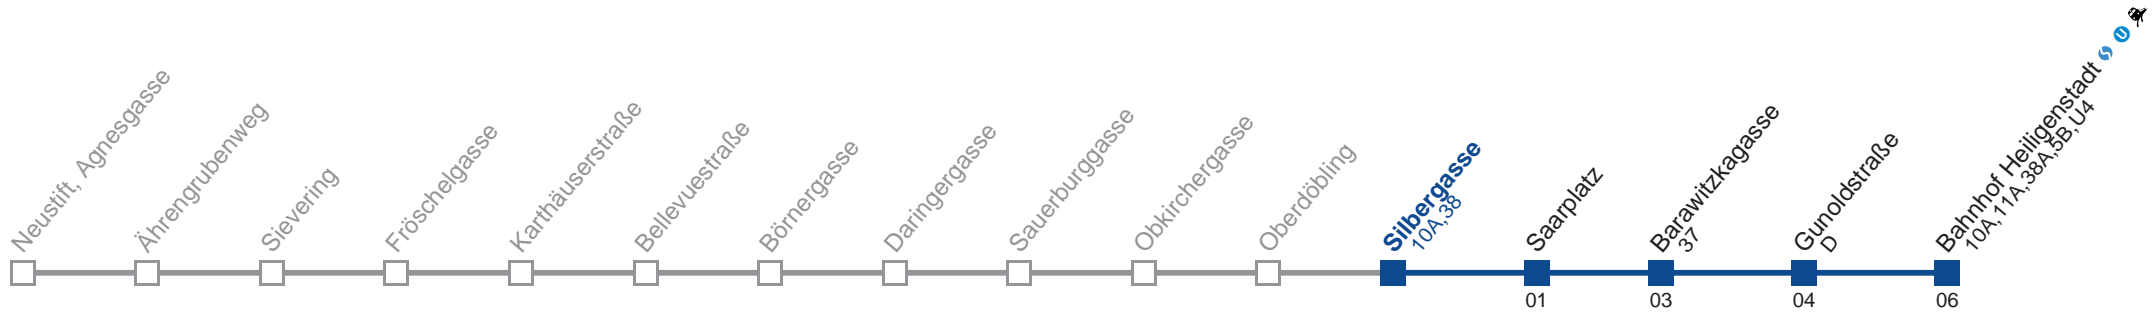 Neustift, Agnesgasse
Ährengrubenweg
Sievering
Fröschelgasse
Karthäuserstraße
Bellevuestraße
Börnergasse
Daringergasse
Sauerburggasse
Obkirchergasse
Oberdöbling
Silbergasse
10A,38
Saarplatz
01
Barawitzkagasse
37
03
Gunoldstraße
D
04
Bahnhof Heiligenstadt S U
10A,11A,38A,5B,U4
06